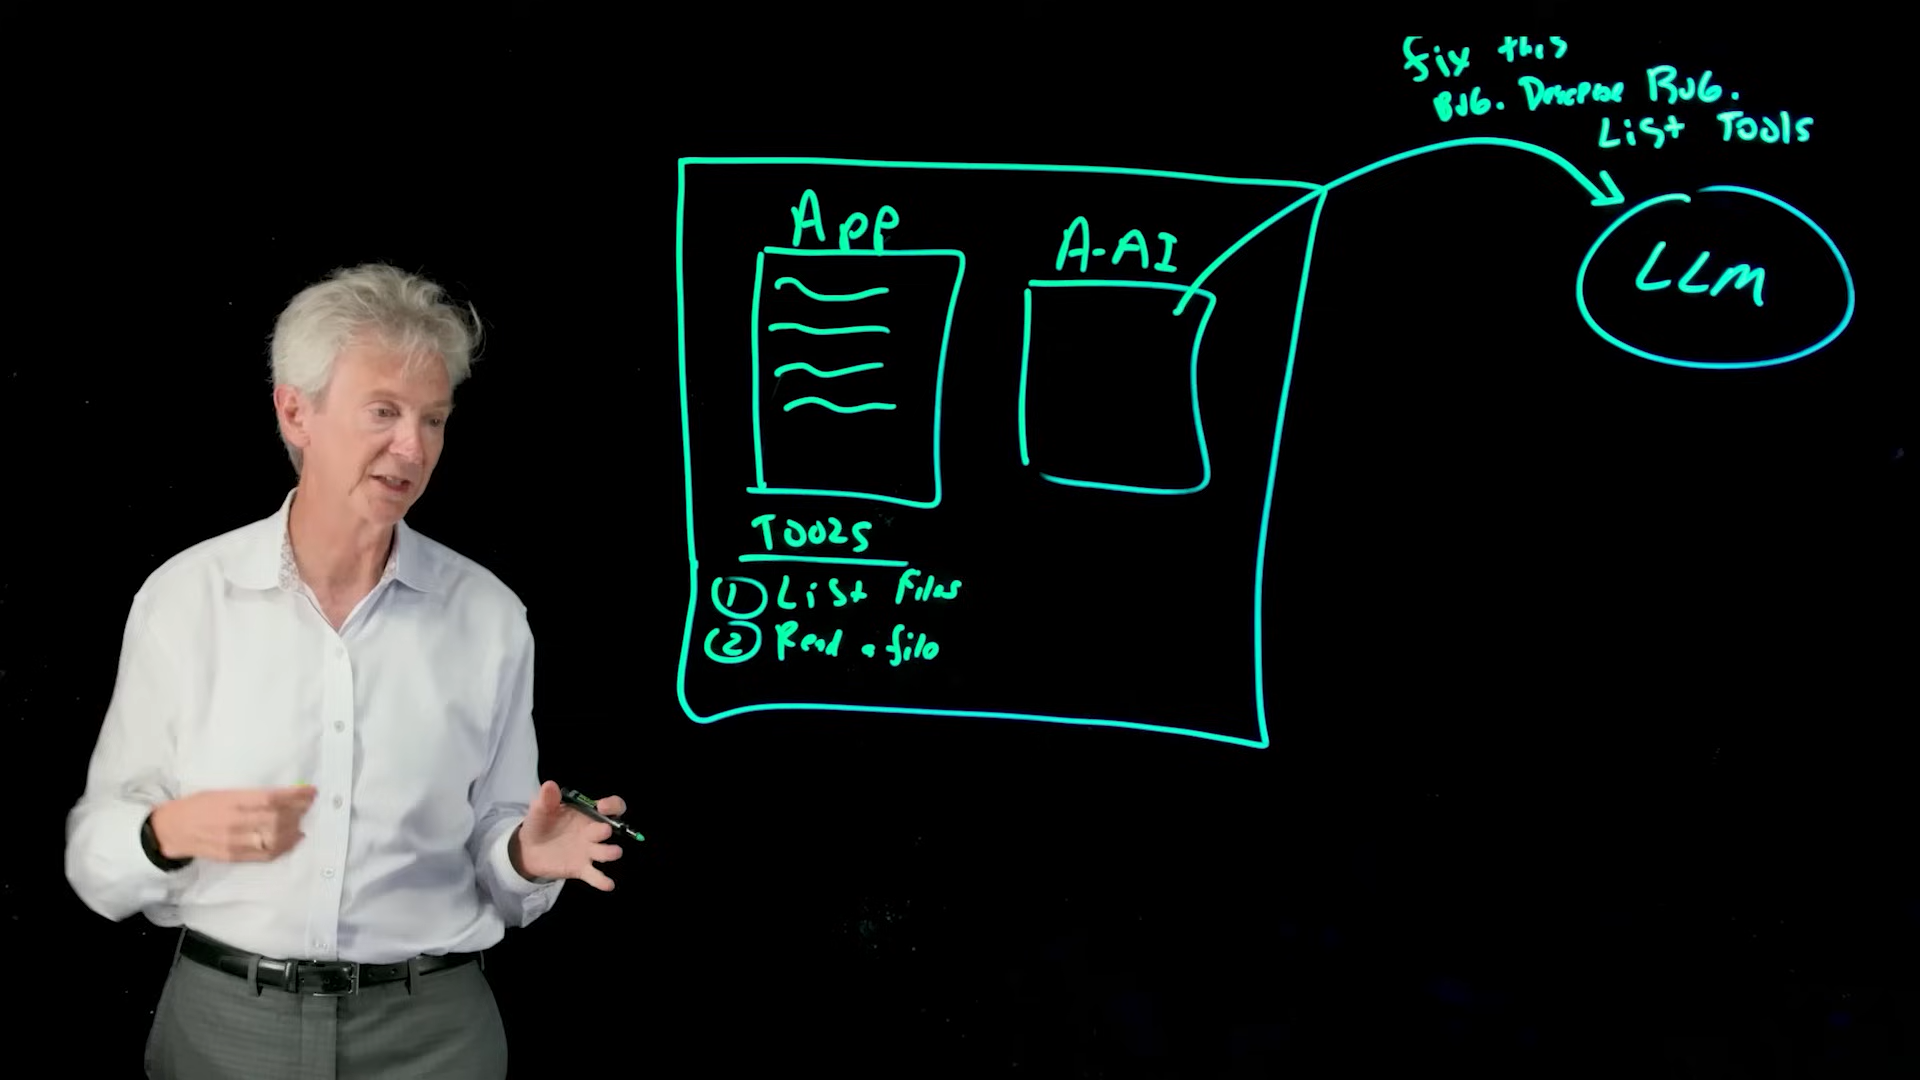 fix this
BUG. Describe BUG.
List Tools
App
A-AI
LLM
TOOLS
① List Files
② Read a file